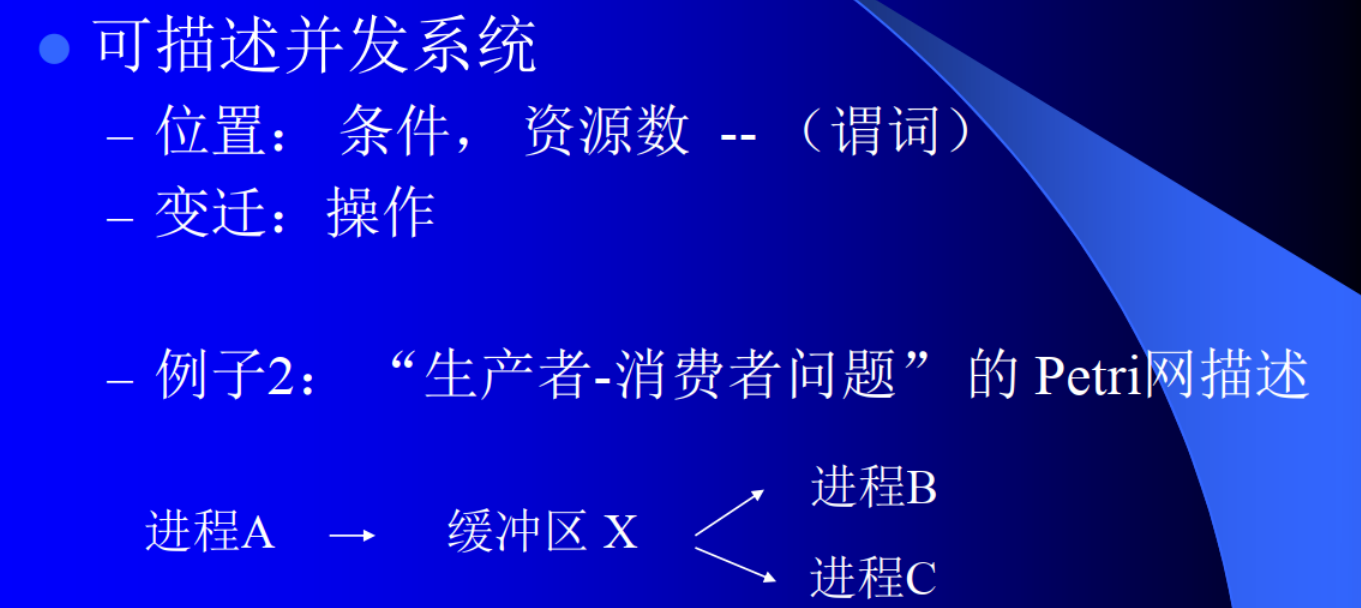 可描述并发系统
– 位置： 条件， 资源数 -- （谓词）
– 变迁：操作
– 例子2： “生产者-消费者问题” 的 Petri网描述
进程B
进程A → 缓冲区 X
进程C